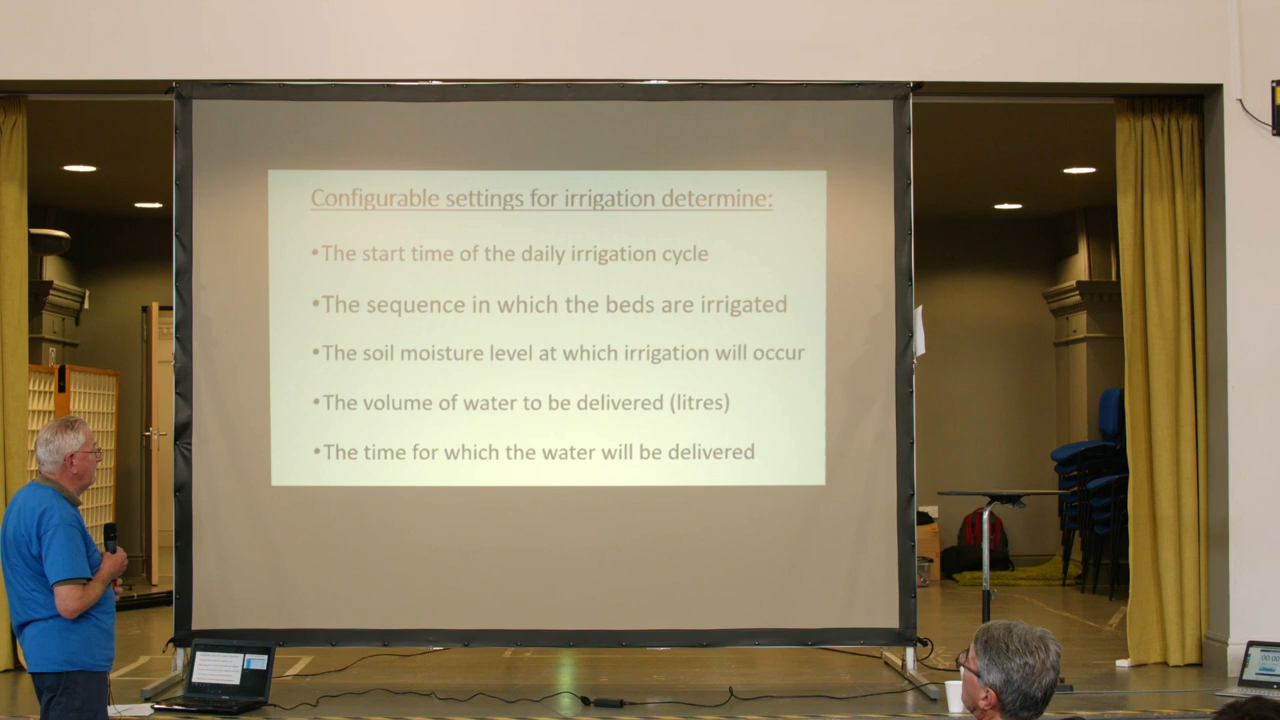 Configurable settings for irrigation determine:
•The start time of the daily irrigation cycle
•The sequence in which the beds are irrigated
•The soil moisture level at which irrigation will occur
•The volume of water to be delivered (litres)
•The time for which the water will be delivered